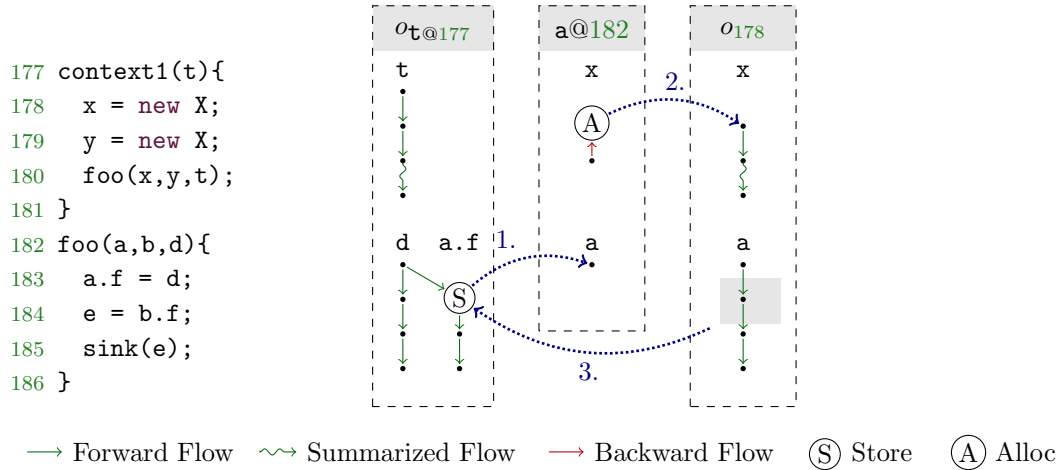 o_t@177 a@182 o_178
177 context1(t){
178 x = new X;
179 y = new X;
180 foo(x,y,t);
181 }
182 foo(a,b,d){
183 a.f = d;
184 e = b.f;
185 sink(e);
186 }
t x x
A 2.
d a.f 1. a a
S
3.
Forward Flow Summarized Flow Backward Flow S Store A Alloc